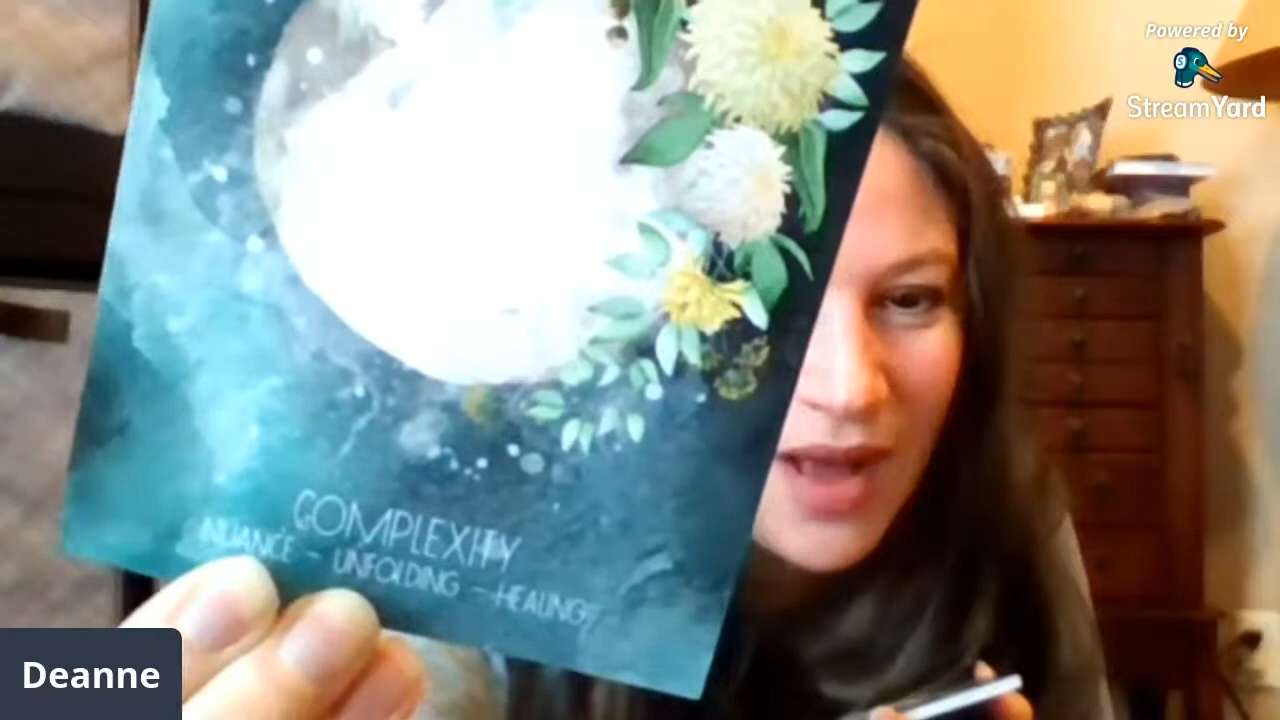 Powered by
StreamYard
COMPLEXITY
NUANCE - UNFOLDING - HEALING
Deanne